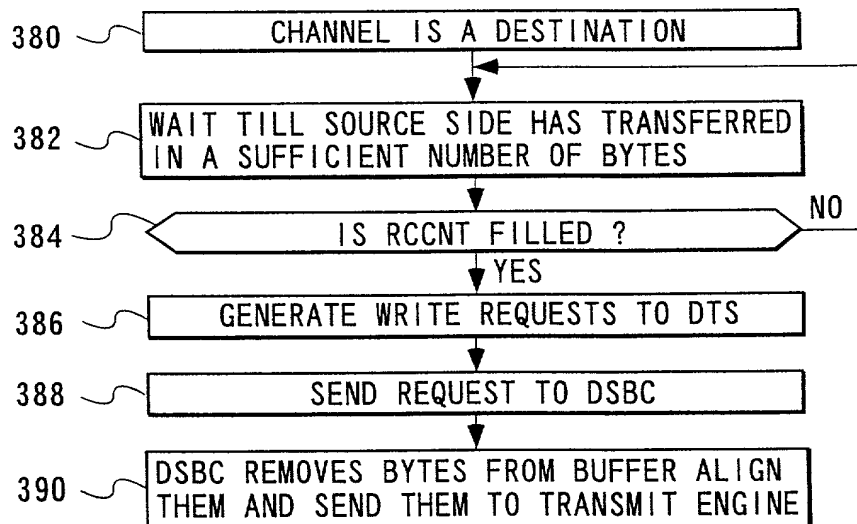 380
CHANNEL IS A DESTINATION
382
WAIT TILL SOURCE SIDE HAS TRANSFERRED
IN A SUFFICIENT NUMBER OF BYTES
384
IS RCCNT FILLED ?
NO
YES
386
GENERATE WRITE REQUESTS TO DTS
388
SEND REQUEST TO DSBC
390
DSBC REMOVES BYTES FROM BUFFER ALIGN
THEM AND SEND THEM TO TRANSMIT ENGINE